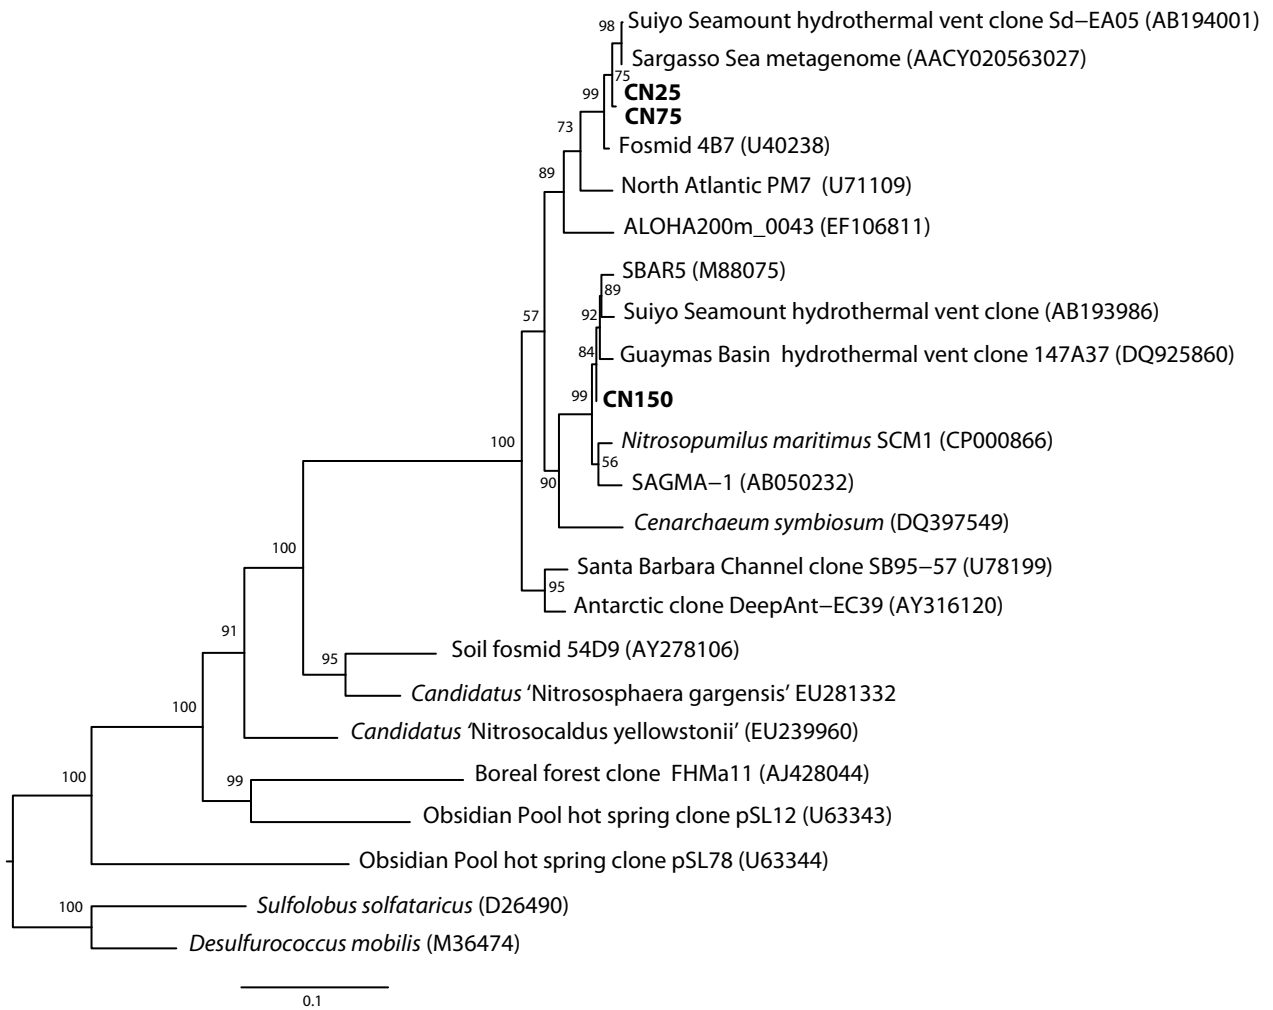 98
Suiyo Seamount hydrothermal vent clone Sd−EA05 (AB194001)
Sargasso Sea metagenome (AACY020563027)
75
99
CN25
CN75
73
Fosmid 4B7 (U40238)
89
North Atlantic PM7 (U71109)
ALOHA200m_0043 (EF106811)
SBAR5 (M88075)
89
57
92
Suiyo Seamount hydrothermal vent clone (AB193986)
84
Guaymas Basin hydrothermal vent clone 147A37 (DQ925860)
99
CN150
100
Nitrosopumilus maritimus SCM1 (CP000866)
56
90
SAGMA−1 (AB050232)
Cenarchaeum symbiosum (DQ397549)
100
Santa Barbara Channel clone SB95−57 (U78199)
95
Antarctic clone DeepAnt−EC39 (AY316120)
91
95
Soil fosmid 54D9 (AY278106)
Candidatus ‘Nitrososphaera gargensis’ EU281332
100
Candidatus ‘Nitrosocaldus yellowstonii’ (EU239960)
100
99
Boreal forest clone FHMa11 (AJ428044)
Obsidian Pool hot spring clone pSL12 (U63343)
Obsidian Pool hot spring clone pSL78 (U63344)
100
Sulfolobus solfataricus (D26490)
Desulfurococcus mobilis (M36474)
0.1